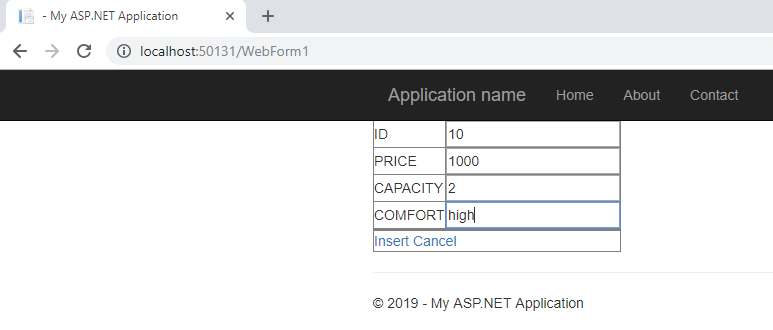 - My ASP.NET Application
localhost:50131/WebForm1
Application name Home About Contact
ID 10
PRICE 1000
CAPACITY 2
COMFORT high
Insert Cancel
© 2019 - My ASP.NET Application